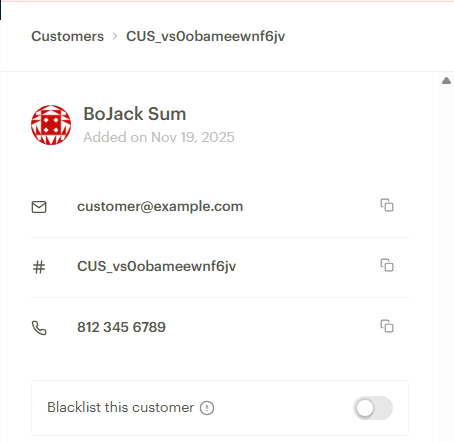 Customers > CUS_vs0obameewnf6jv
BoJack Sum
Added on Nov 19, 2025
customer@example.com
# CUS_vs0obameewnf6jv
812 345 6789
Blacklist this customer